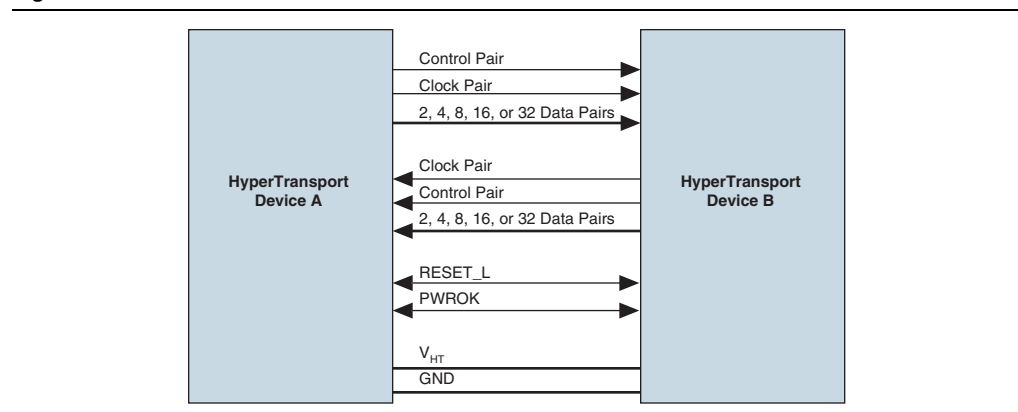 HyperTransport
Device A
Control Pair
Clock Pair
2, 4, 8, 16, or 32 Data Pairs
Clock Pair
Control Pair
2, 4, 8, 16, or 32 Data Pairs
RESET_L
PWROK
VHT
GND
HyperTransport
Device B